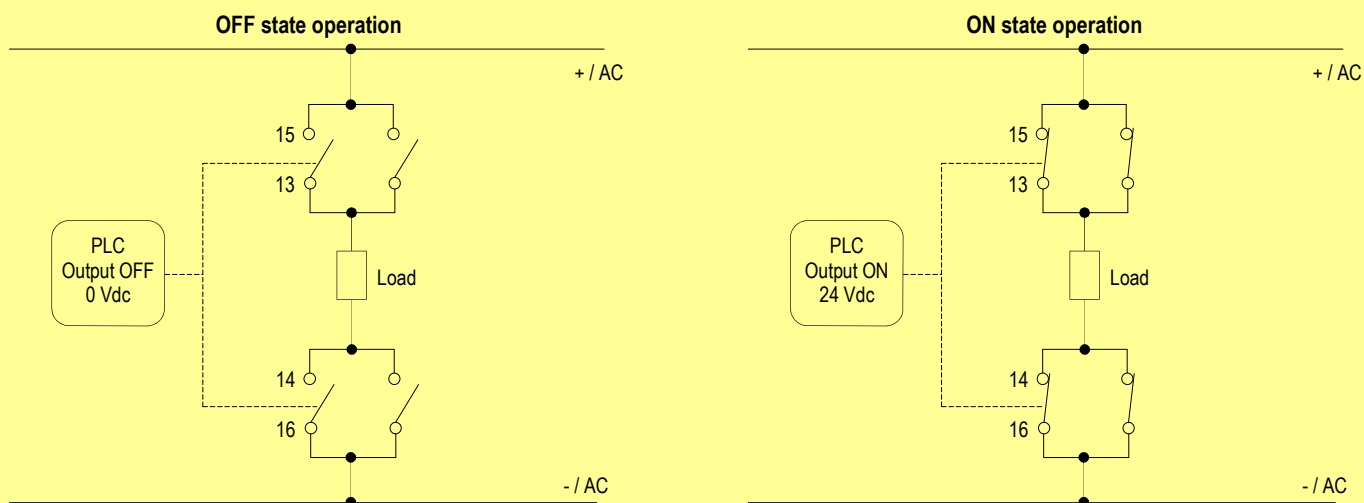 OFF state operation
+ / AC
15
13
PLC
Output OFF
0 Vdc
Load
14
16
- / AC
ON state operation
+ / AC
15
13
PLC
Output ON
24 Vdc
Load
14
16
- / AC